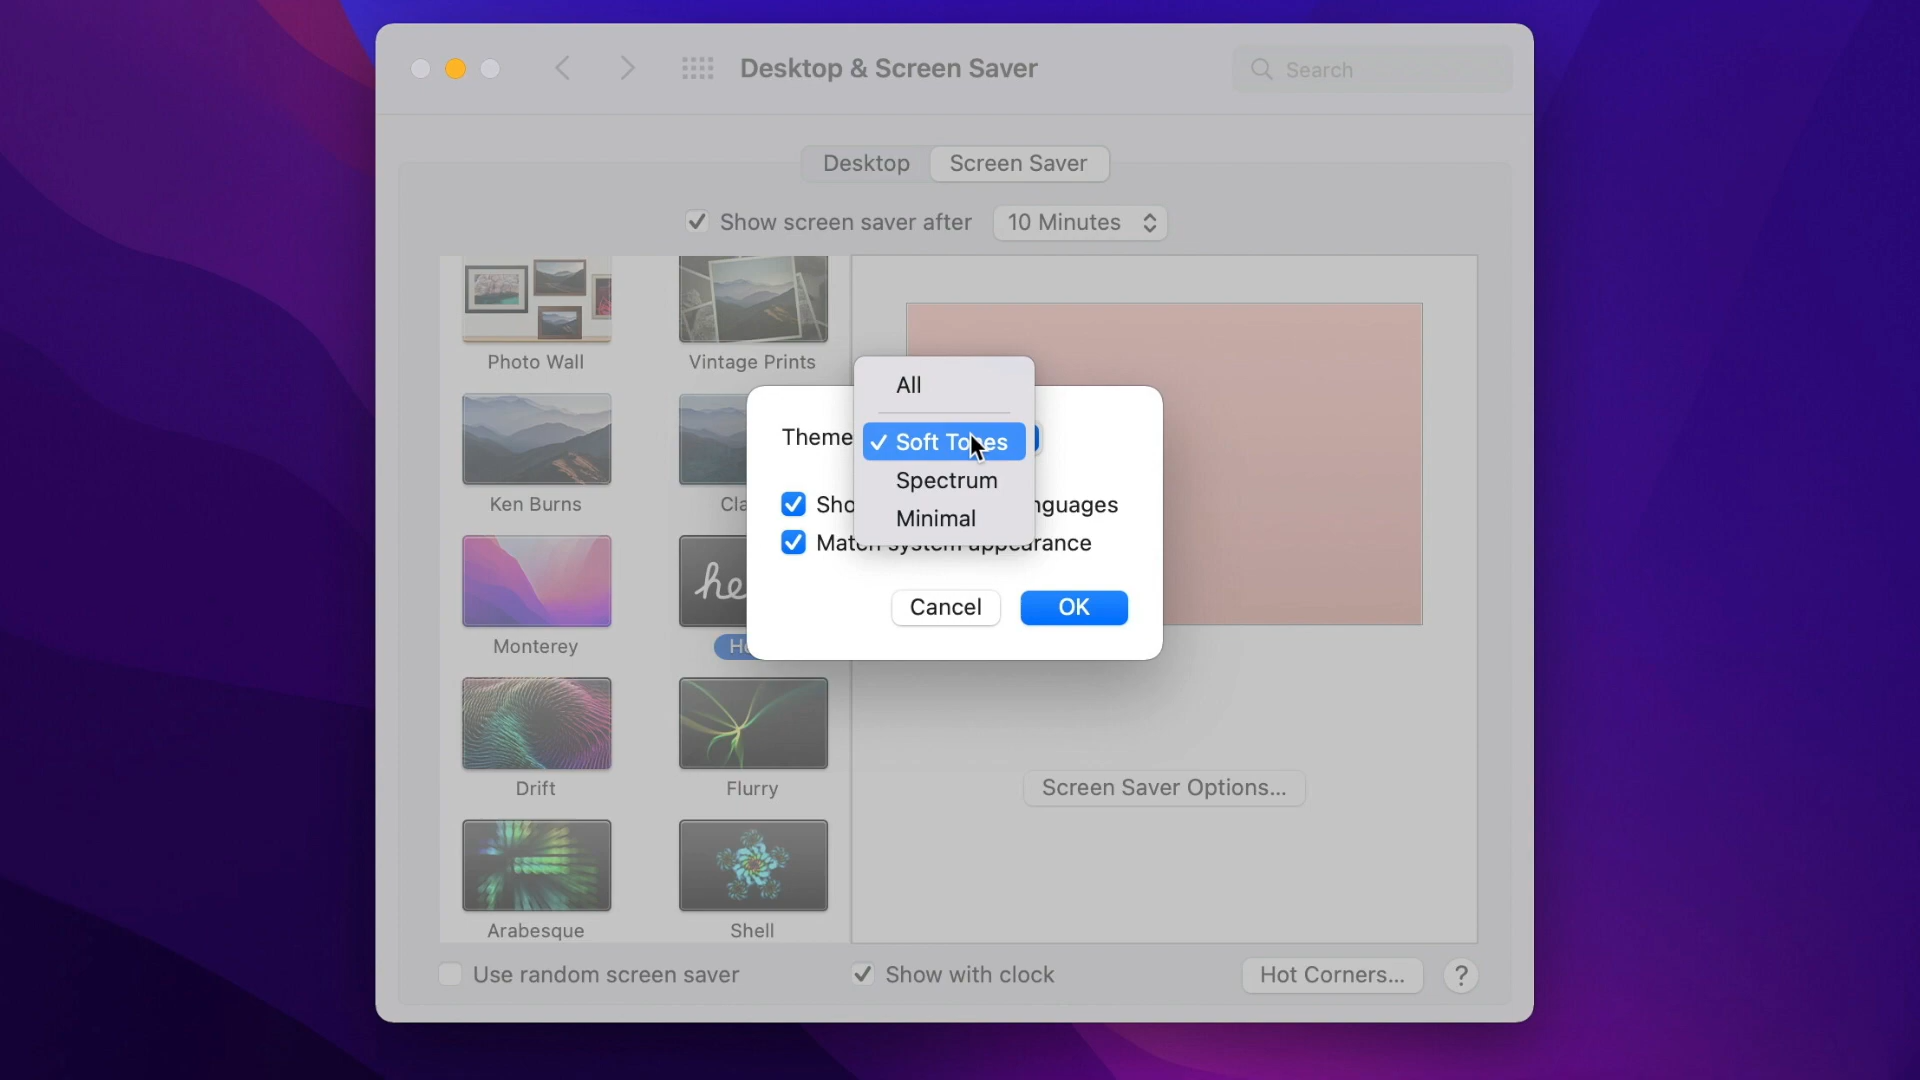 Desktop & Screen Saver
Search
Desktop
Screen Saver
Show screen saver after
10 Minutes
Photo Wall
Vintage Prints
All
Theme
Soft
Spectrum
Minimal
Match system appearance
Cancel
OK
Ken Burns
Monterey
Drift
Flurry
Screen Saver Options...
Arabesque
Shell
Use random screen saver
Show with clock
Hot Corners...
?